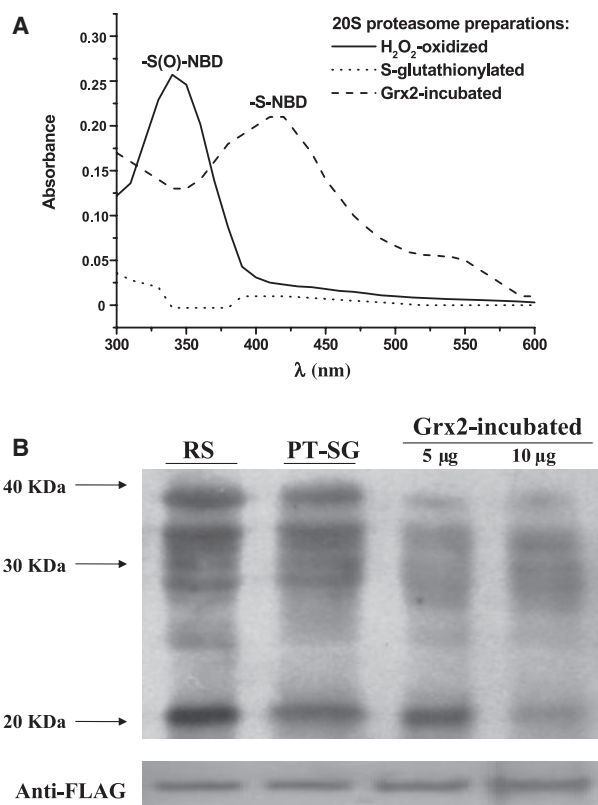 A
20S proteasome preparations:
H₂O₂-oxidized
S-glutathionylated
Grx2-incubated
-S(O)-NBD
-S-NBD
Absorbance
0.30
0.25
0.20
0.15
0.10
0.05
0
300
350
400
450
500
550
600
λ (nm)
B
RS
PT-SG
Grx2-incubated
5 µg
10 µg
40 KDa
30 KDa
20 KDa
Anti-FLAG